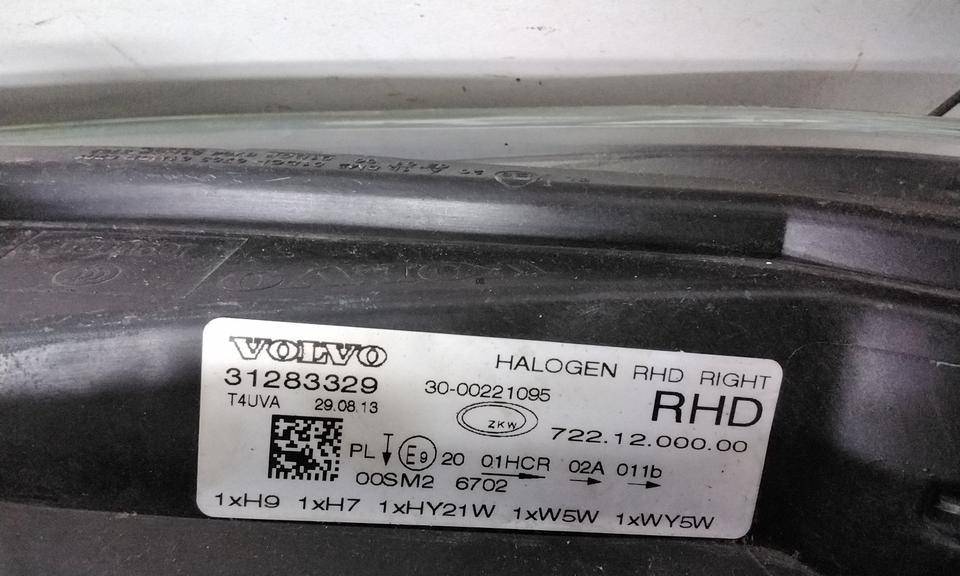 VOLVO
31283329
T4UVA 29.08.13
HALOGEN RHD RIGHT
30-00221095
RHD
ZKW
722.12.000.00
PL E9 20 01HCR 02A 011b
00SM2 6702
1xH9 1xH7 1xHY21W 1xW5W 1xWY5W